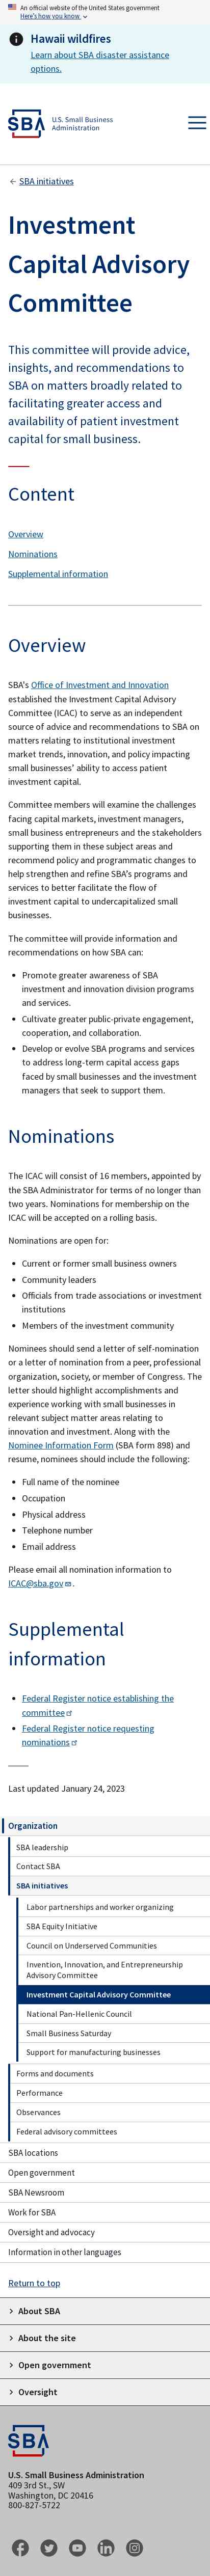 An official website of the United States government
Here's how you know
Hawaii wildfires
Learn about SBA disaster assistance
options.
SBA
U.S. Small Business
Administration
SBA initiatives
Investment
Capital Advisory
Committee
This committee will provide advice,
insights, and recommendations to
SBA on matters broadly related to
facilitating greater access and
availability of patient investment
capital for small business.
Content
Overview
Nominations
Supplemental information
Overview
SBA's Office of Investment and Innovation
established the Investment Capital Advisory
Committee (ICAC) to serve as an independent
source of advice and recommendations to SBA on
matters relating to institutional investment
market trends, innovation, and policy impacting
small businesses' ability to access patient
investment capital.
Committee members will examine the challenges
facing capital markets, investment managers,
small business entrepreneurs and the stakeholders
supporting them in these subject areas and
recommend policy and programmatic changes to
help strengthen and refine SBA's programs and
services to better facilitate the flow of
investment capital to undercapitalized small
businesses.
The committee will provide information and
recommendations on how SBA can:
• Promote greater awareness of SBA
investment and innovation division programs
and services.
• Cultivate greater public-private engagement,
cooperation, and collaboration.
• Develop or evolve SBA programs and services
to address long-term capital access gaps
faced by small businesses and the investment
managers that seek to support them.
Nominations
The ICAC will consist of 16 members, appointed by
the SBA Administrator for terms of no longer than
two years. Nominations for membership on the
ICAC will be accepted on a rolling basis.
Nominations are open for:
• Current or former small business owners
• Community leaders
• Officials from trade associations or investment
institutions
• Members of the investment community
Nominees should send a letter of self-nomination
or a letter of nomination from a peer, professional
organization, society, or member of Congress. The
letter should highlight accomplishments and
experience working with small businesses in
relevant subject matter areas relating to
innovation and investment. Along with the
Nominee Information Form (SBA form 898) and
resume, nominees should include the following:
• Full name of the nominee
• Occupation
• Physical address
• Telephone number
• Email address
Please email all nomination information to
ICAC@sba.gov.
Supplemental
information
• Federal Register notice establishing the
committee
• Federal Register notice requesting
nominations
Last updated January 24, 2023
Organization
SBA leadership
Contact SBA
SBA initiatives
Labor partnerships and worker organizing
SBA Equity Initiative
Council on Underserved Communities
Invention, Innovation, and Entrepreneurship
Advisory Committee
Investment Capital Advisory Committee
National Pan-Hellenic Council
Small Business Saturday
Support for manufacturing businesses
Forms and documents
Performance
Observances
Federal advisory committees
SBA locations
Open government
SBA Newsroom
Work for SBA
Oversight and advocacy
Information in other languages
Return to top
About SBA
About the site
Open government
Oversight
SBA
U.S. Small Business Administration
409 3rd St., SW
Washington, DC 20416
800-827-5722